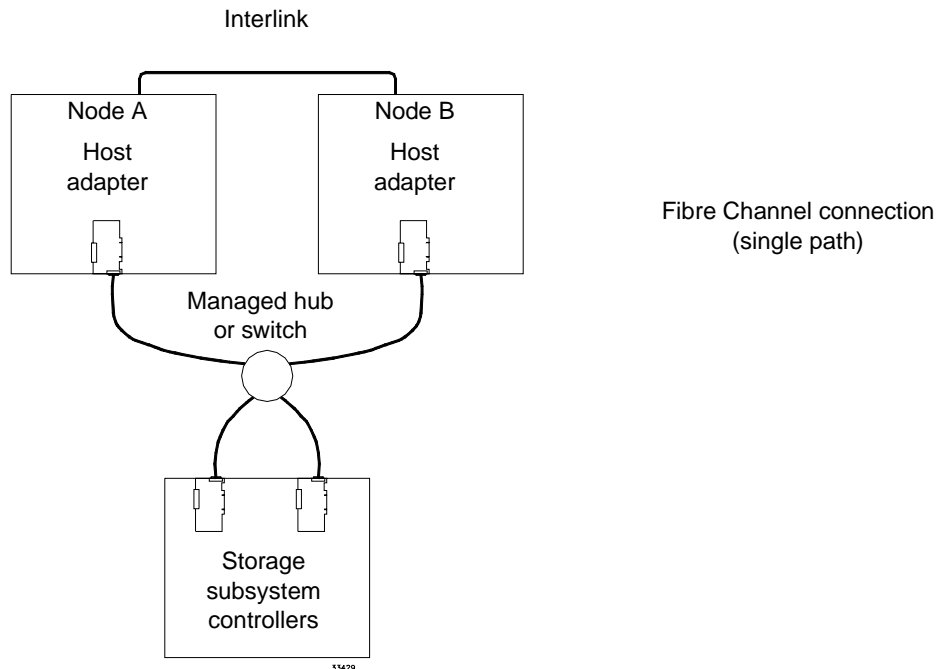 Interlink
Node A
Host
adapter
Node B
Host
adapter
Fibre Channel connection
(single path)
Managed hub
or switch
Storage
subsystem
controllers
33429